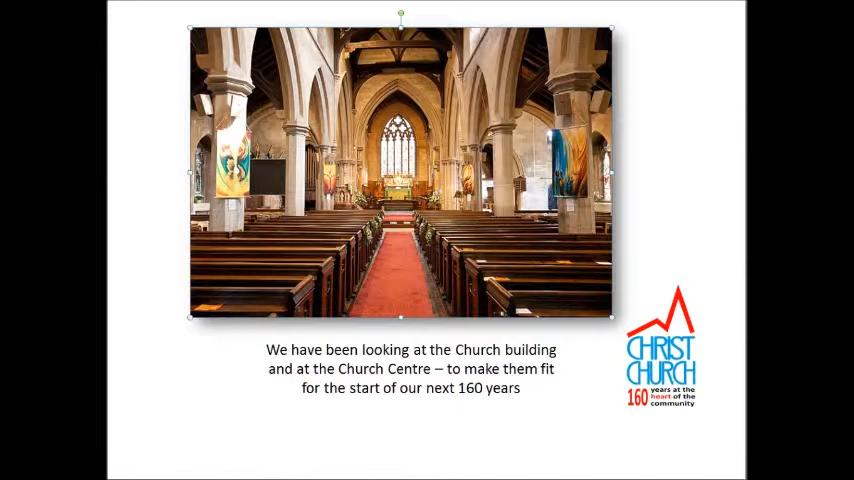 We have been looking at the Church building
and at the Church Centre – to make them fit
for the start of our next 160 years
CHRIST
CHURCH
160 years at the
heart of the
community